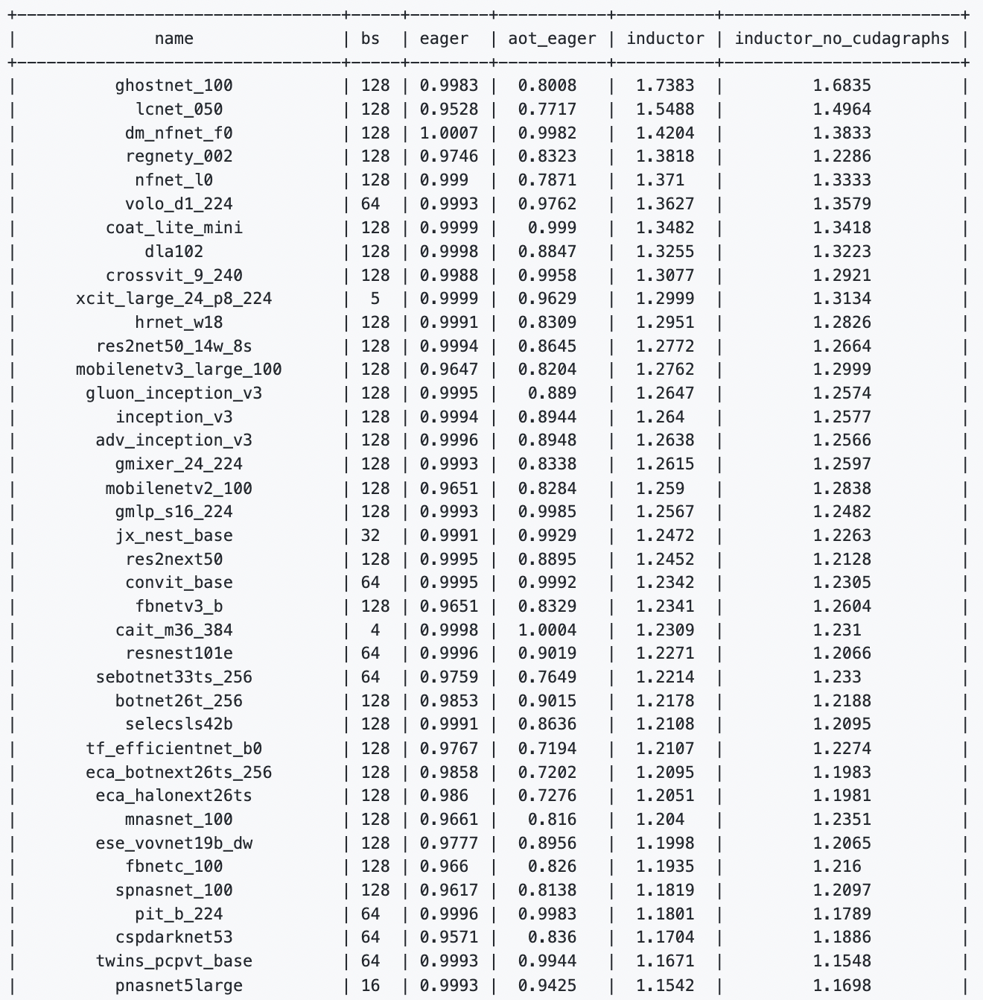 +---------------------------------+-----+--------+-----------+----------+------------------------+
|              name               | bs  | eager  | aot_eager | inductor | inductor_no_cudagraphs |
+---------------------------------+-----+--------+-----------+----------+------------------------+
|          ghostnet_100           | 128 | 0.9983 |  0.8008   |  1.7383  |         1.6835         |
|            lcnet_050            | 128 | 0.9528 |  0.7717   |  1.5488  |         1.4964         |
|           dm_nfnet_f0           | 128 | 1.0007 |  0.9982   |  1.4204  |         1.3833         |
|           regnety_002           | 128 | 0.9746 |  0.8323   |  1.3818  |         1.2286         |
|            nfnet_l0             | 128 | 0.999  |  0.7871   |  1.371   |         1.3333         |
|           volo_d1_224           | 64  | 0.9993 |  0.9762   |  1.3627  |         1.3579         |
|         coat_lite_mini          | 128 | 0.9999 |   0.999   |  1.3482  |         1.3418         |
|             dla102              | 128 | 0.9998 |  0.8847   |  1.3255  |         1.3223         |
|         crossvit_9_240          | 128 | 0.9988 |  0.9958   |  1.3077  |         1.2921         |
|      xcit_large_24_p8_224       |  5  | 0.9999 |  0.9629   |  1.2999  |         1.3134         |
|            hrnet_w18            | 128 | 0.9991 |  0.8309   |  1.2951  |         1.2826         |
|        res2net50_14w_8s         | 128 | 0.9994 |  0.8645   |  1.2772  |         1.2664         |
|      mobilenetv3_large_100      | 128 | 0.9647 |  0.8204   |  1.2762  |         1.2999         |
|       gluon_inception_v3        | 128 | 0.9995 |   0.889   |  1.2647  |         1.2574         |
|          inception_v3           | 128 | 0.9994 |  0.8944   |  1.264   |         1.2577         |
|        adv_inception_v3         | 128 | 0.9996 |  0.8948   |  1.2638  |         1.2566         |
|          gmixer_24_224          | 128 | 0.9993 |  0.8338   |  1.2615  |         1.2597         |
|         mobilenetv2_100         | 128 | 0.9651 |  0.8284   |  1.259   |         1.2838         |
|          gmlp_s16_224           | 128 | 0.9993 |  0.9985   |  1.2567  |         1.2482         |
|          jx_nest_base           | 32  | 0.9991 |  0.9929   |  1.2472  |         1.2263         |
|           res2next50            | 128 | 0.9995 |  0.8895   |  1.2452  |         1.2128         |
|           convit_base           | 64  | 0.9995 |  0.9992   |  1.2342  |         1.2305         |
|            fbnetv3_b            | 128 | 0.9651 |  0.8329   |  1.2341  |         1.2604         |
|          cait_m36_384           |  4  | 0.9998 |  1.0004   |  1.2309  |         1.231          |
|           resnest101e           | 64  | 0.9996 |  0.9019   |  1.2271  |         1.2066         |
|        sebotnet33ts_256         | 64  | 0.9759 |  0.7649   |  1.2214  |         1.233          |
|          botnet26t_256          | 128 | 0.9853 |  0.9015   |  1.2178  |         1.2188         |
|           selecsls42b           | 128 | 0.9991 |  0.8636   |  1.2108  |         1.2095         |
|       tf_efficientnet_b0        | 128 | 0.9767 |  0.7194   |  1.2107  |         1.2274         |
|       eca_botnext26ts_256       | 128 | 0.9858 |  0.7202   |  1.2095  |         1.1983         |
|        eca_halonext26ts         | 128 | 0.986  |  0.7276   |  1.2051  |         1.1981         |
|           mnasnet_100           | 128 | 0.9661 |   0.816   |  1.204   |         1.2351         |
|        ese_vovnet19b_dw         | 128 | 0.9777 |  0.8956   |  1.1998  |         1.2065         |
|           fbnetc_100            | 128 | 0.966  |   0.826   |  1.1935  |         1.216          |
|          spnasnet_100           | 128 | 0.9617 |  0.8138   |  1.1819  |         1.2097         |
|            pit_b_224            | 64  | 0.9996 |  0.9983   |  1.1801  |         1.1789         |
|          cspdarknet53           | 64  | 0.9571 |   0.836   |  1.1704  |         1.1886         |
|        twins_pcpvt_base         | 64  | 0.9993 |  0.9944   |  1.1671  |         1.1548         |
|          pnasnet5large          | 16  | 0.9993 |  0.9425   |  1.1542  |         1.1698         |